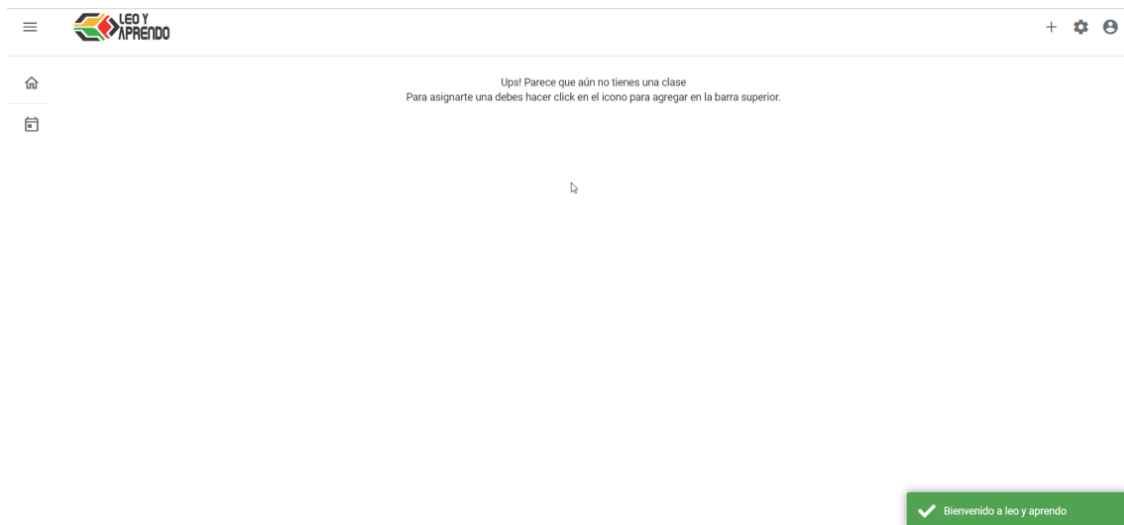 LEO Y
APRENDO
Ups! Parece que aún no tienes una clase
Para asignarte una debes hacer click en el icono para agregar en la barra superior.
Bienvenido a leo y aprendo